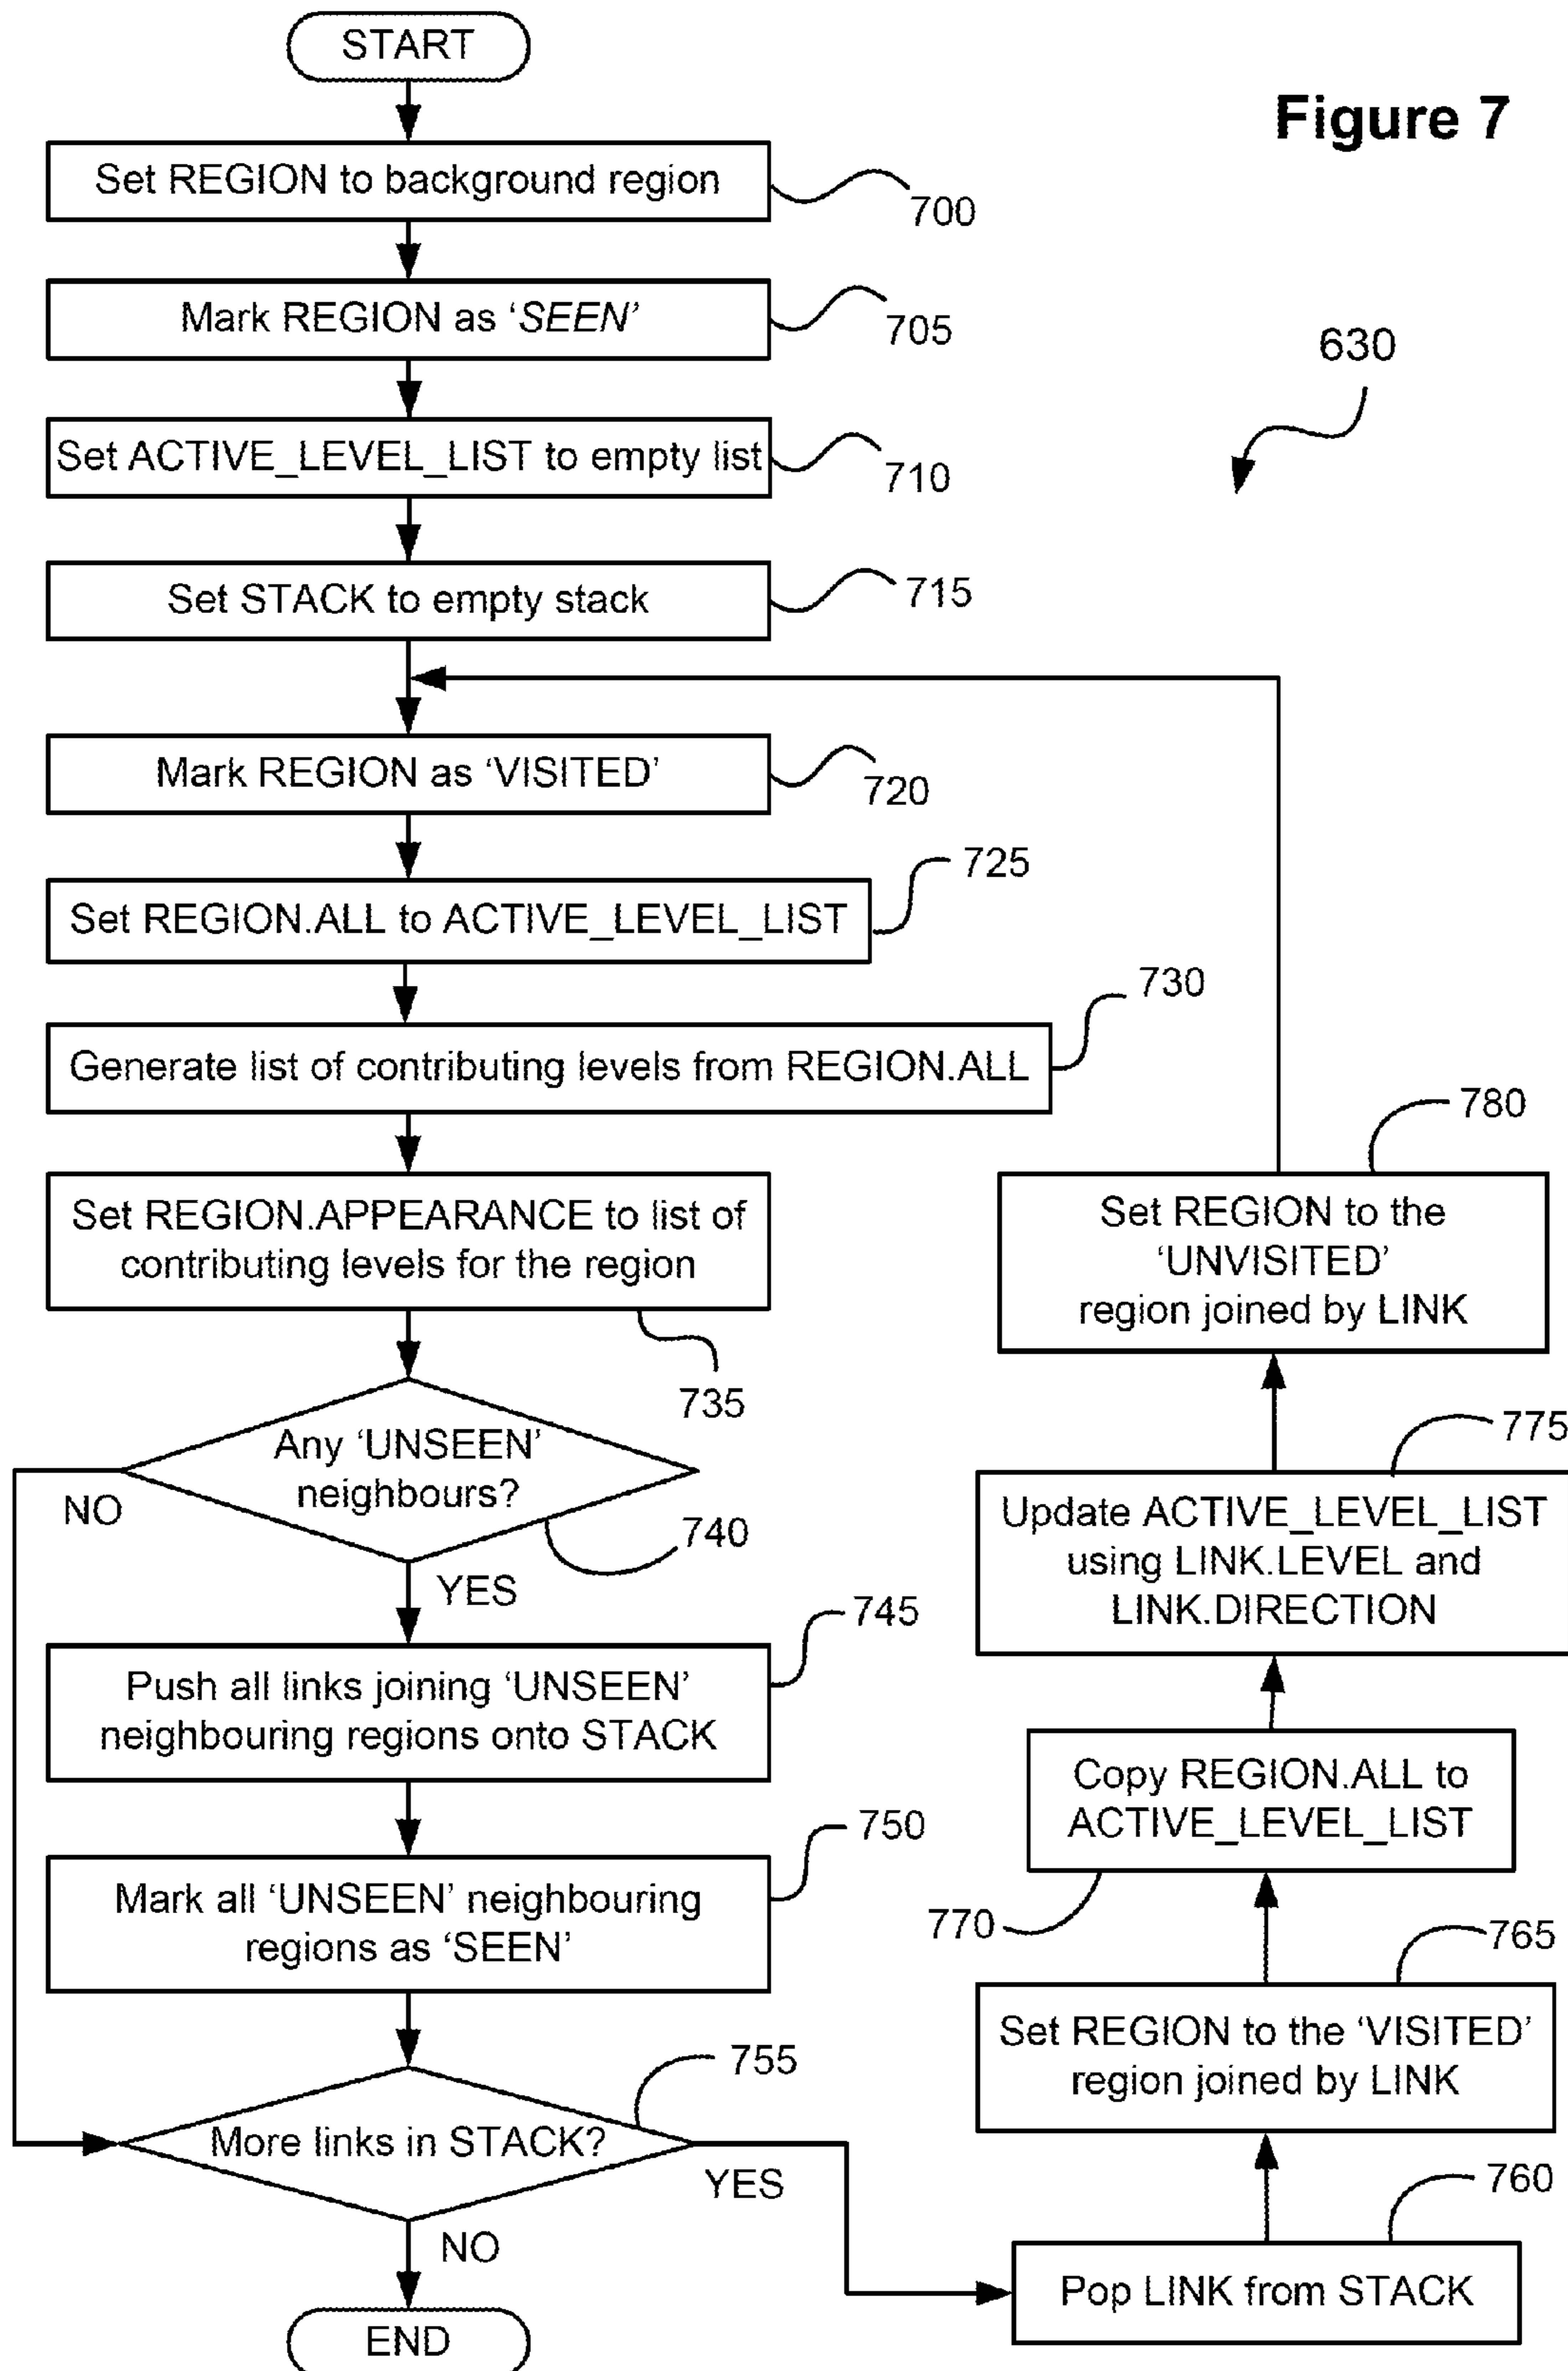 START
Figure 7
Set REGION to background region
700
Mark REGION as ‘SEEN’
705
630
Set ACTIVE_LEVEL_LIST to empty list
710
Set STACK to empty stack
715
Mark REGION as ‘VISITED’
720
Set REGION.ALL to ACTIVE_LEVEL_LIST
725
Generate list of contributing levels from REGION.ALL
730
Set REGION.APPEARANCE to list of
contributing levels for the region
735
Any ‘UNSEEN’
neighbours?
740
NO
YES
Push all links joining ‘UNSEEN’
neighbouring regions onto STACK
745
Mark all ‘UNSEEN’ neighbouring
regions as ‘SEEN’
750
More links in STACK?
755
YES
NO
END
Pop LINK from STACK
760
Set REGION to the ‘VISITED’
region joined by LINK
765
Copy REGION.ALL to
ACTIVE_LEVEL_LIST
770
Update ACTIVE_LEVEL_LIST
using LINK.LEVEL and
LINK.DIRECTION
775
Set REGION to the
‘UNVISITED’
region joined by LINK
780